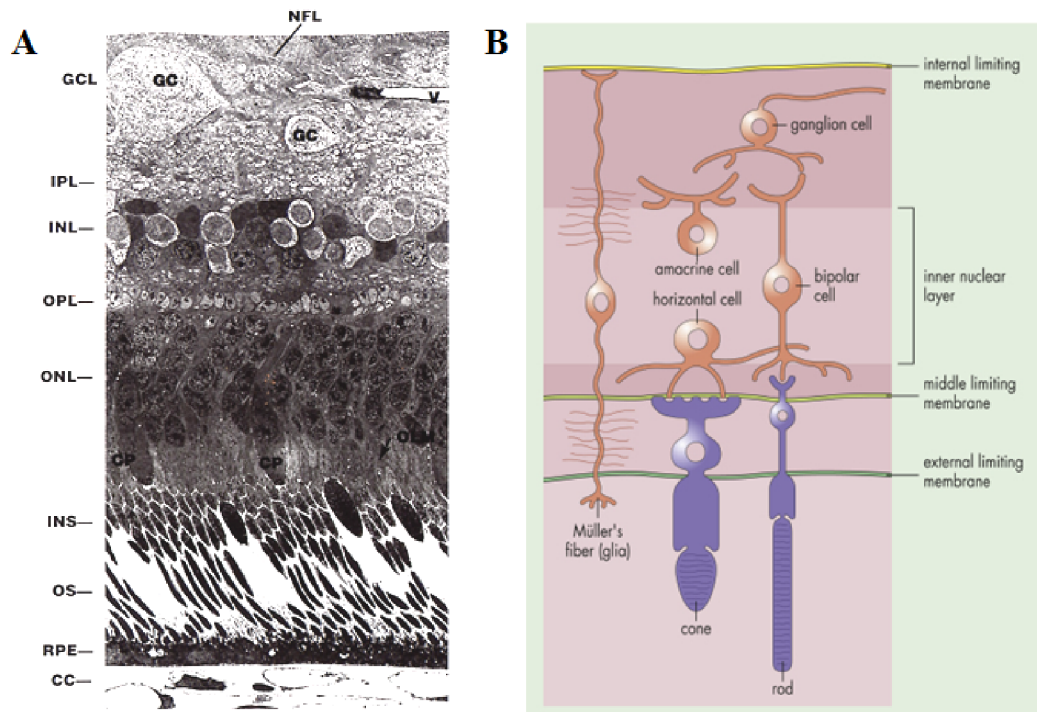 A
NFL
GCL
GC
V
GC
IPL
INL
OPL
ONL
OLM
CP
CP
INS
OS
RPE
CC
B
internal limiting
membrane
ganglion cell
amacrine cell
bipolar
cell
inner nuclear
layer
horizontal cell
middle limiting
membrane
external limiting
membrane
Müller's
fiber (glia)
cone
rod